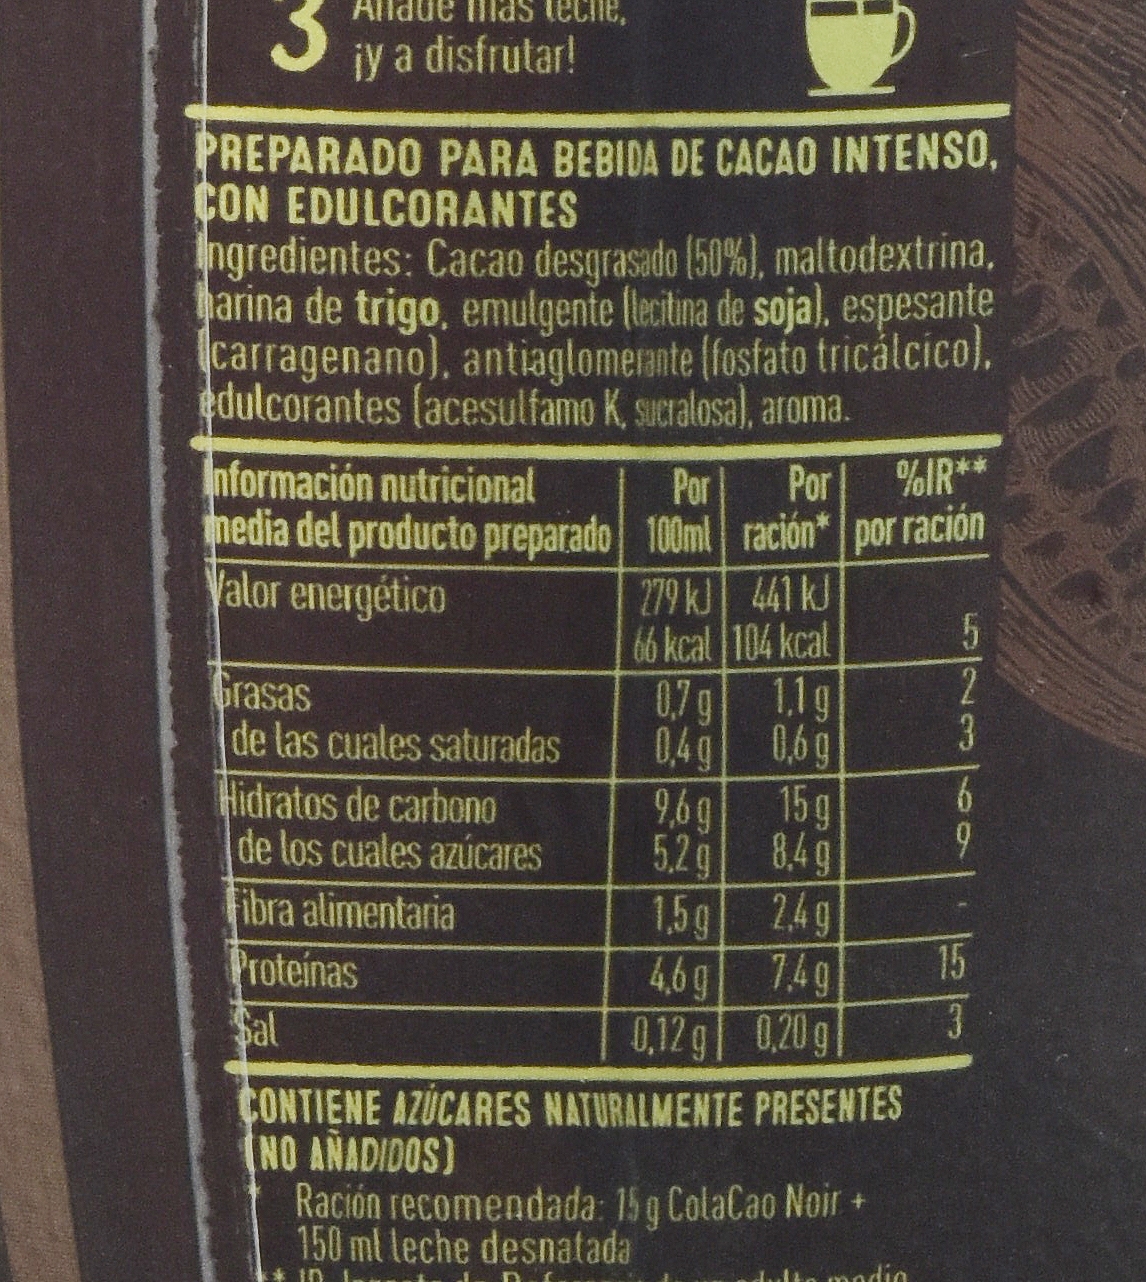 3 Añade más leche,
¡y a disfrutar!
PREPARADO PARA BEBIDA DE CACAO INTENSO,
CON EDULCORANTES
Ingredientes: Cacao desgrasado (50%), maltodextrina,
harina de trigo, emulgente (lecitina de soja), espesante
(carragenano), antiaglomerante (fosfato tricálcico),
edulcorantes (acesulfamo K, sucralosa), aroma.
Información nutricional Por Por %IR**
media del producto preparado 100ml ración* por ración
Valor energético 279 kJ 441 kJ
66 kcal 104 kcal 5
Grasas 0,7 g 1,1 g 2
de las cuales saturadas 0,4 g 0,6 g 3
Hidratos de carbono 9,6 g 15 g 6
de los cuales azúcares 5,2 g 8,4 g 9
Fibra alimentaria 1,5 g 2,4 g -
Proteínas 4,6 g 7,4 g 15
Sal 0,12 g 0,20 g 3
CONTIENE AZÚCARES NATURALMENTE PRESENTES
(NO AÑADIDOS)
* Ración recomendada: 15 g ColaCao Noir +
150 ml leche desnatada
** IR adulto medio